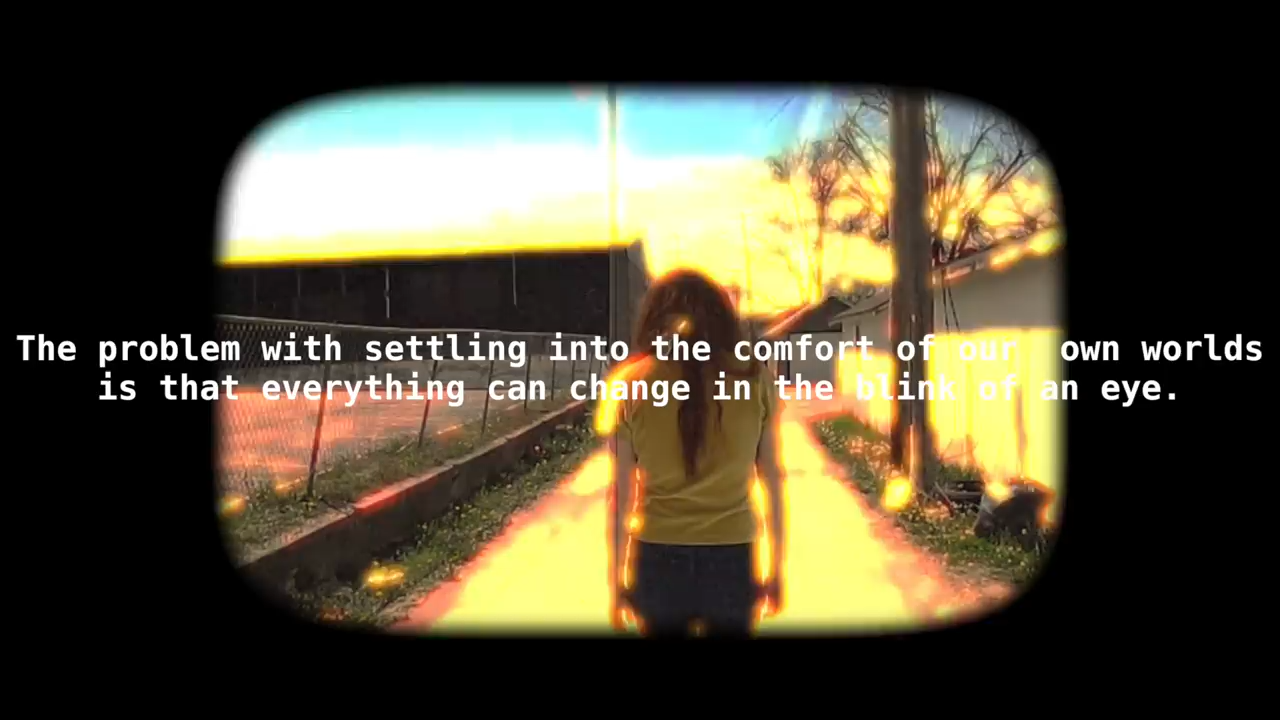 The problem with settling into the comfort of our  own worlds
is that everything can change in the blink of an eye.